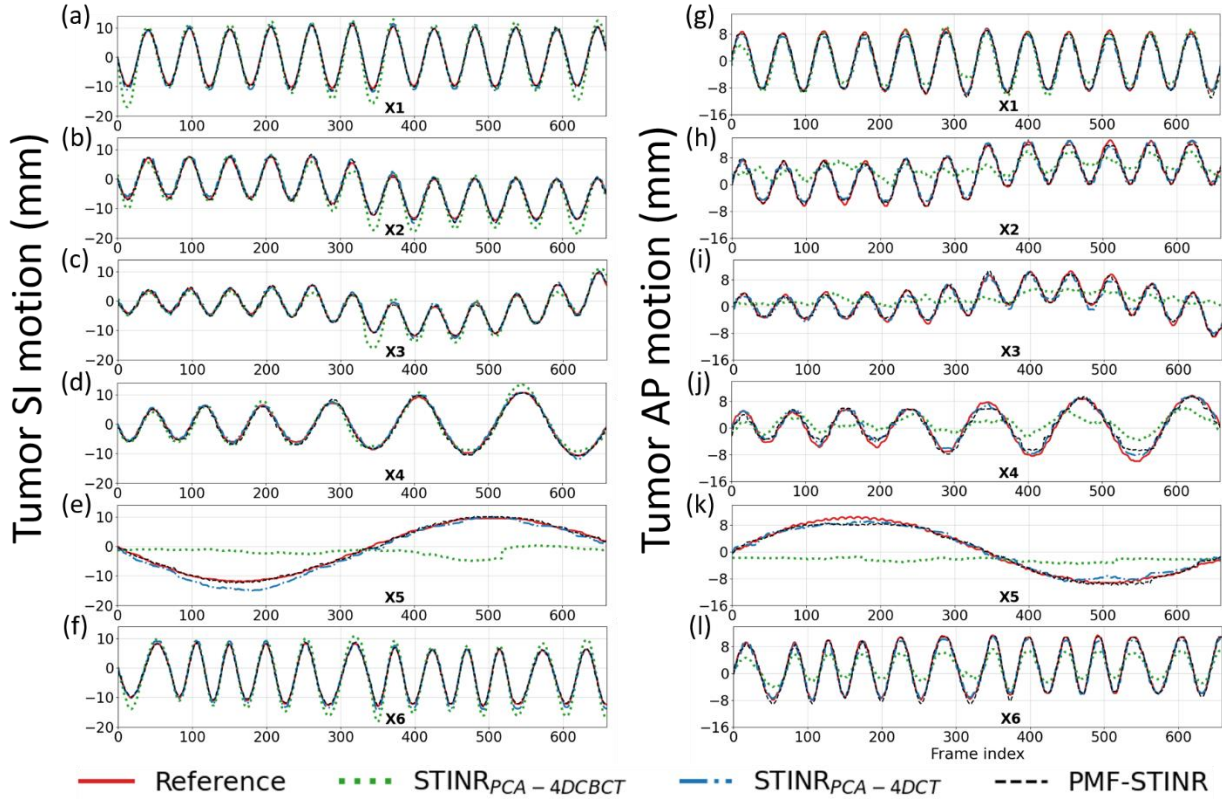 Tumor SI motion (mm)
(a)
10
0
−10
−20
X1
0 100 200 300 400 500 600
(b)
10
0
−10
−20
X2
0 100 200 300 400 500 600
(c)
10
0
−10
−20
X3
0 100 200 300 400 500 600
(d)
10
0
−10
−20
X4
0 100 200 300 400 500 600
(e)
10
0
−10
−20
X5
0 100 200 300 400 500 600
(f)
10
0
−10
−20
X6
0 100 200 300 400 500 600
Tumor AP motion (mm)
(g)
8
0
−8
−16
X1
0 100 200 300 400 500 600
(h)
8
0
−8
−16
X2
0 100 200 300 400 500 600
(i)
8
0
−8
−16
X3
0 100 200 300 400 500 600
(j)
8
0
−8
−16
X4
0 100 200 300 400 500 600
(k)
8
0
−8
−16
X5
0 100 200 300 400 500 600
(l)
8
0
−8
−16
X6
0 100 200 300 400 500 600
Frame index
Reference STINR PCA − 4DCBCT STINR PCA − 4DCT PMF-STINR